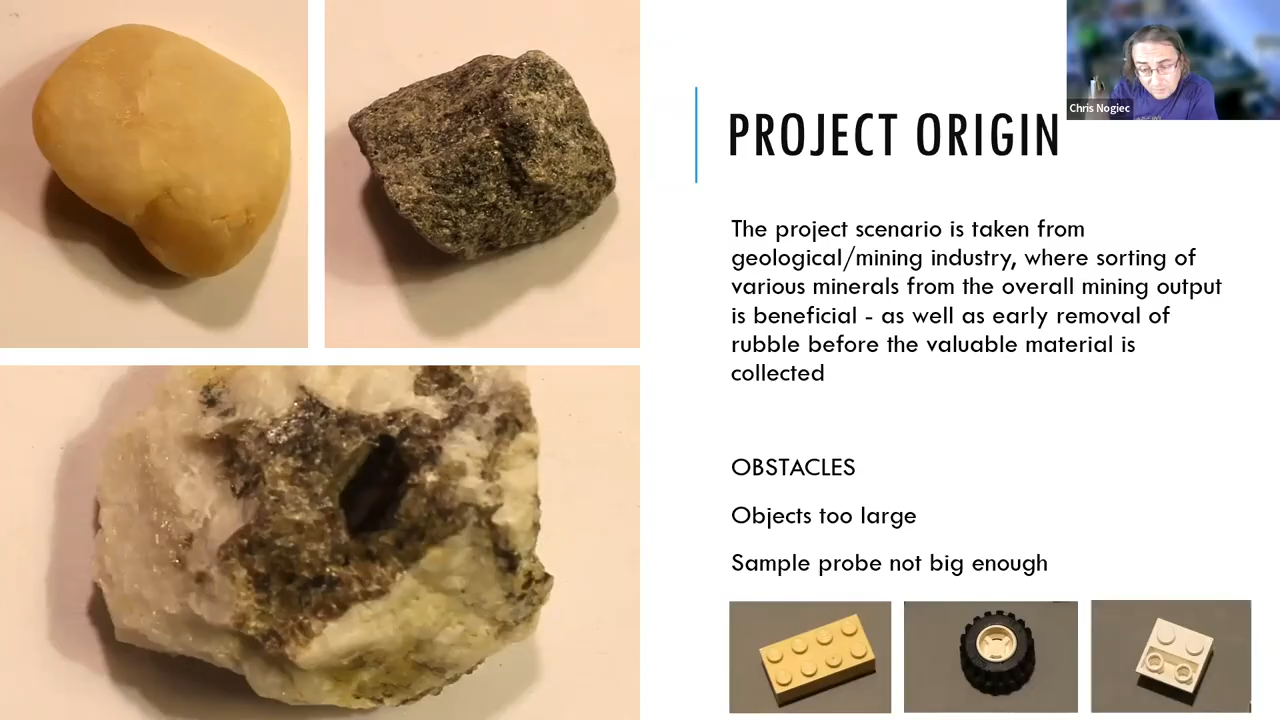 Chris Nogiec
PROJECT ORIGIN
The project scenario is taken from
geological/mining industry, where sorting of
various minerals from the overall mining output
is beneficial - as well as early removal of
rubble before the valuable material is
collected
OBSTACLES
Objects too large
Sample probe not big enough